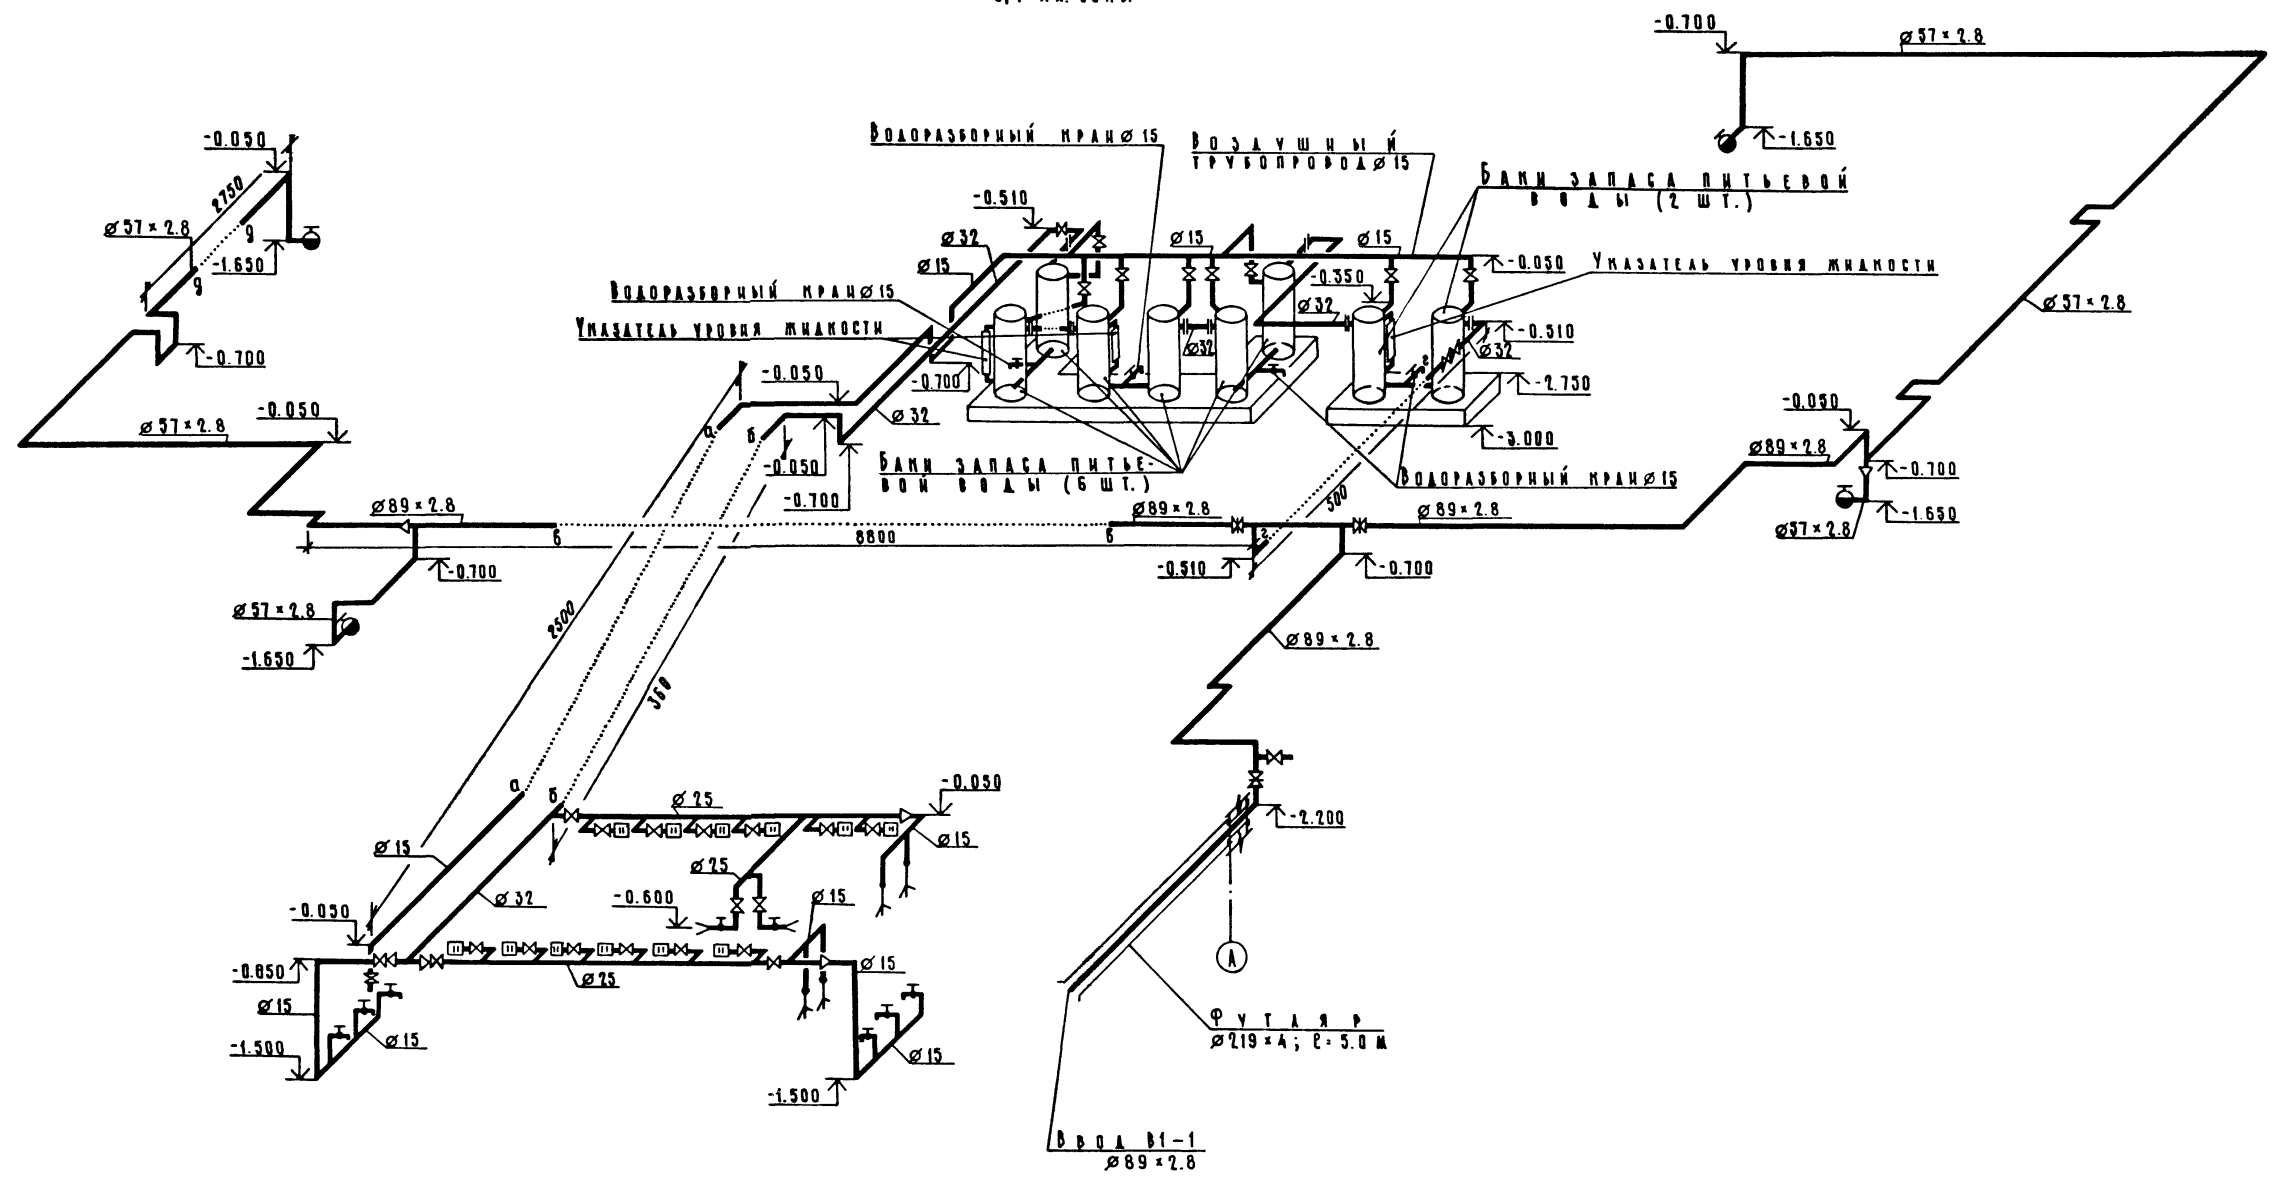 -0.700
ø57×2.8
-1.650
-0.050
2750
ø57×2.8
д
д
-1.650
-0.700
Водоразборный кран ø15
Воздушный
трубопровод ø15
Баки запаса питьевой
воды (2 шт.)
-0.510
ø32
ø15
ø15
ø15
-0.050
Указатель уровня жидкости
-0.350
ø32
Водоразборный кран ø15
Указатель уровня жидкости
ø32
-0.510
ø32
г
-0.700
-2.750
ø57×2.8
-0.050
ø32
-3.000
-0.050
ø89×2.8
-0.700
-1.650
ø57×2.8
-0.050
ø57×2.8
а
б
-0.050
-0.700
Баки запаса питье-
вой воды (6 шт.)
Водоразборный кран ø15
500
ø89×2.8
в
8800
в
ø89×2.8
ø89×2.8
г
-0.510
-0.700
-0.700
ø57×2.8
-1.650
2500
360
ø89×2.8
а
б
ø25
-0.050
ø15
-2.200
ø15
ø25
ø32
-0.600
ø15
-0.050
-0.850
ø15
ø25
ø15
А
ø15
ø15
-1.500
-1.500
Футляр
ø219×4; ℓ=5.0 м
Ввод В1-1
ø89×2.8